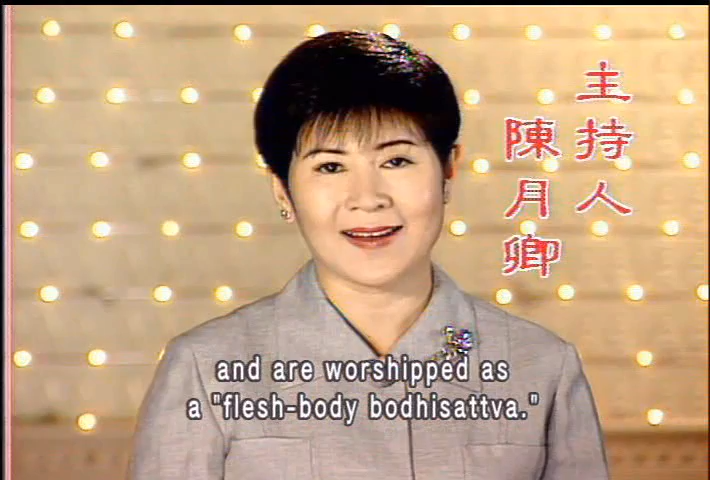 主持人
陳月卿
and are worshipped as
a "flesh-body bodhisattva."